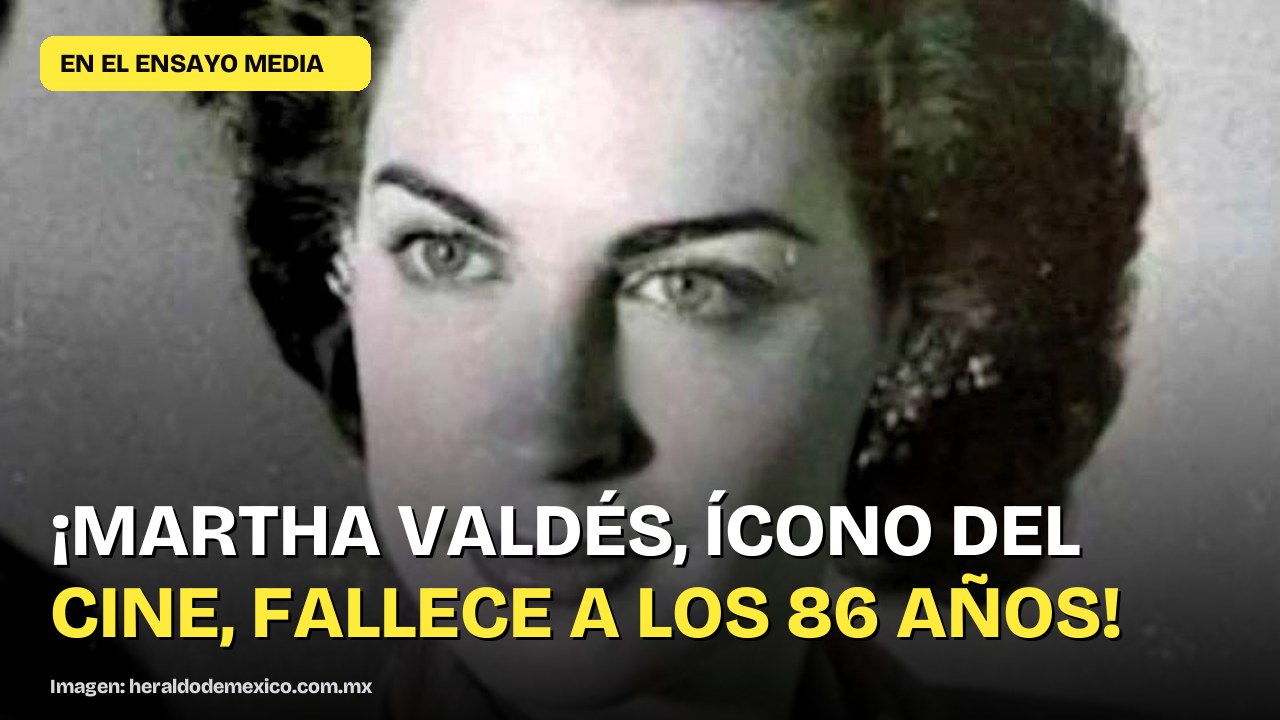 EN EL ENSAYO MEDIA
¡MARTHA VALDÉS, ÍCONO DEL
CINE, FALLECE A LOS 86 AÑOS!
Imagen: heraldodemexico.com.mx